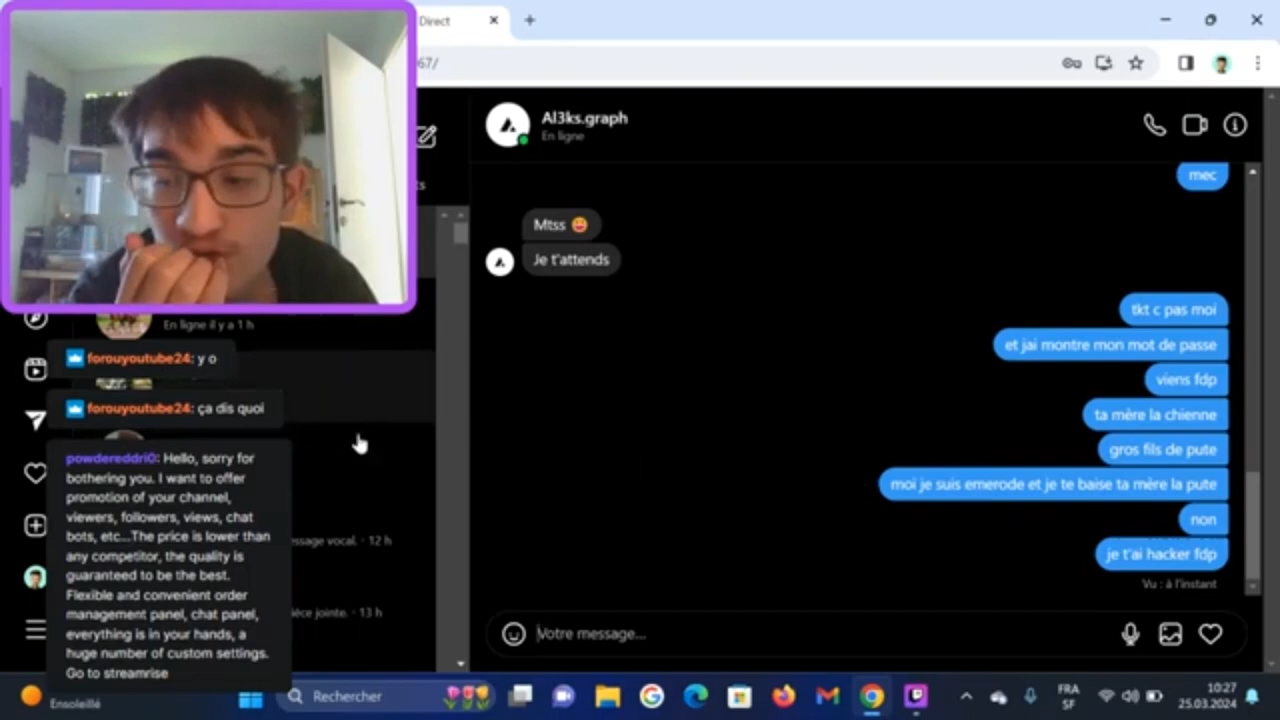 Direct
67/
Al3ks.graph
En ligne
ts
mec
Mtss 😄
Je t'attends
tkt c pas moi
et jai montre mon mot de passe
viens fdp
ta mère la chienne
gros fils de pute
moi je suis emerode et je te baise ta mère la pute
non
je t'ai hacker fdp
Vu : à l'instant
Votre message...
En ligne il y a 1 h
forouyoutube24: y o
forouyoutube24: ça dis quoi
powdereddri0: Hello, sorry for
bothering you. I want to offer
promotion of your channel,
viewers, followers, views, chat
bots, etc...The price is lower than
any competitor, the quality is
guaranteed to be the best.
Flexible and convenient order
management panel, chat panel,
everything is in your hands, a
huge number of custom settings.
Go to streamrise
essage vocal. · 12 h
ièce jointe. · 13 h
Ensoleillé
Rechercher
FRA
SF
10:27
25.03.2024